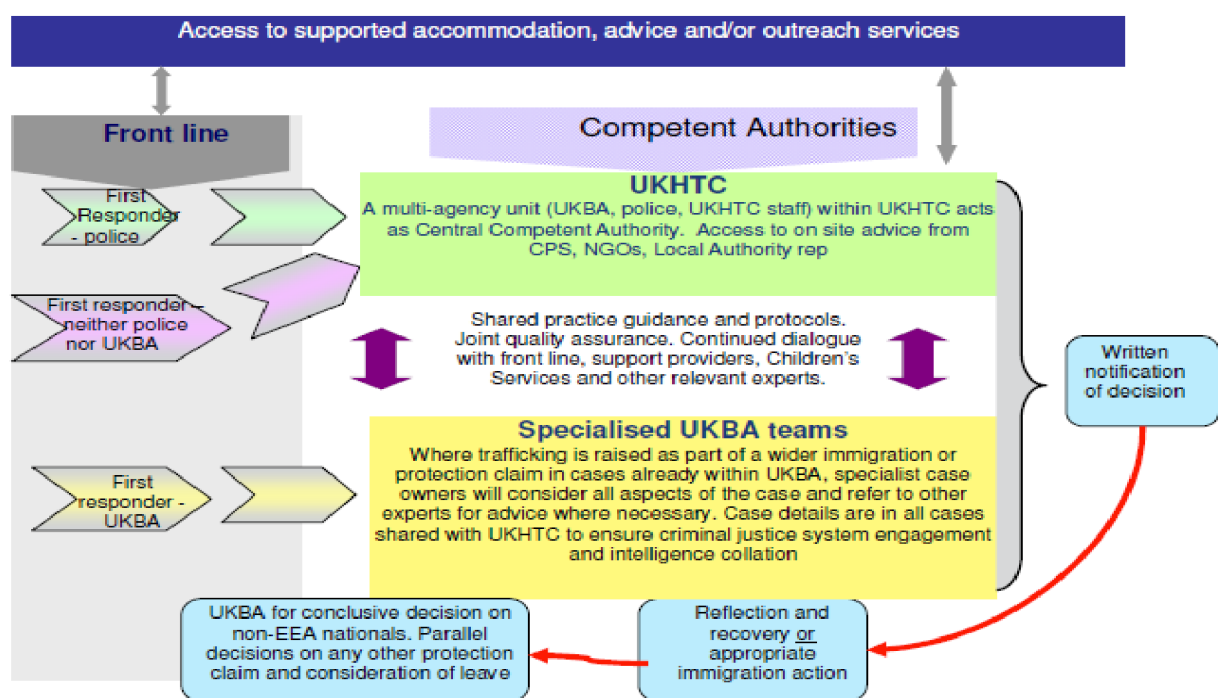 Access to supported accommodation, advice and/or outreach services
Front line
Competent Authorities
First
Responder
- police
UKHTC
A multi-agency unit (UKBA, police, UKHTC staff) within UKHTC acts
as Central Competent Authority.  Access to on site advice from
CPS, NGOs, Local Authority rep
First responder –
neither police
nor UKBA
Shared practice guidance and protocols.
Joint quality assurance. Continued dialogue
with front line, support providers, Children's
Services and other relevant experts.
Written
notification
of decision
First
responder -
UKBA
Specialised UKBA teams
Where trafficking is raised as part of a wider immigration or
protection claim in cases already within UKBA, specialist case
owners will consider all aspects of the case and refer to other
experts for advice where necessary. Case details are in all cases
shared with UKHTC to ensure criminal justice system engagement
and intelligence collation
UKBA for conclusive decision on
non-EEA nationals. Parallel
decisions on any other protection
claim and consideration of leave
Reflection and
recovery or
appropriate
immigration action